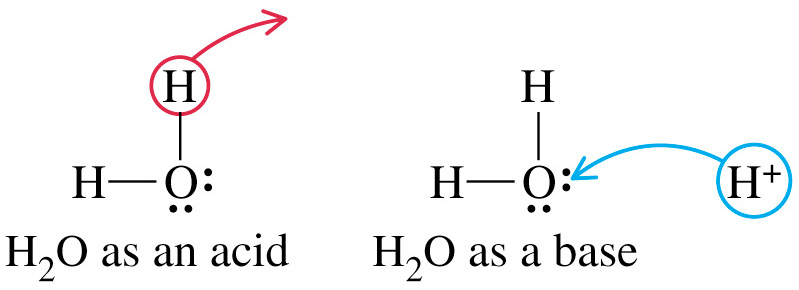 H H
H—O: H—O: H⁺
H₂O as an acid H₂O as a base